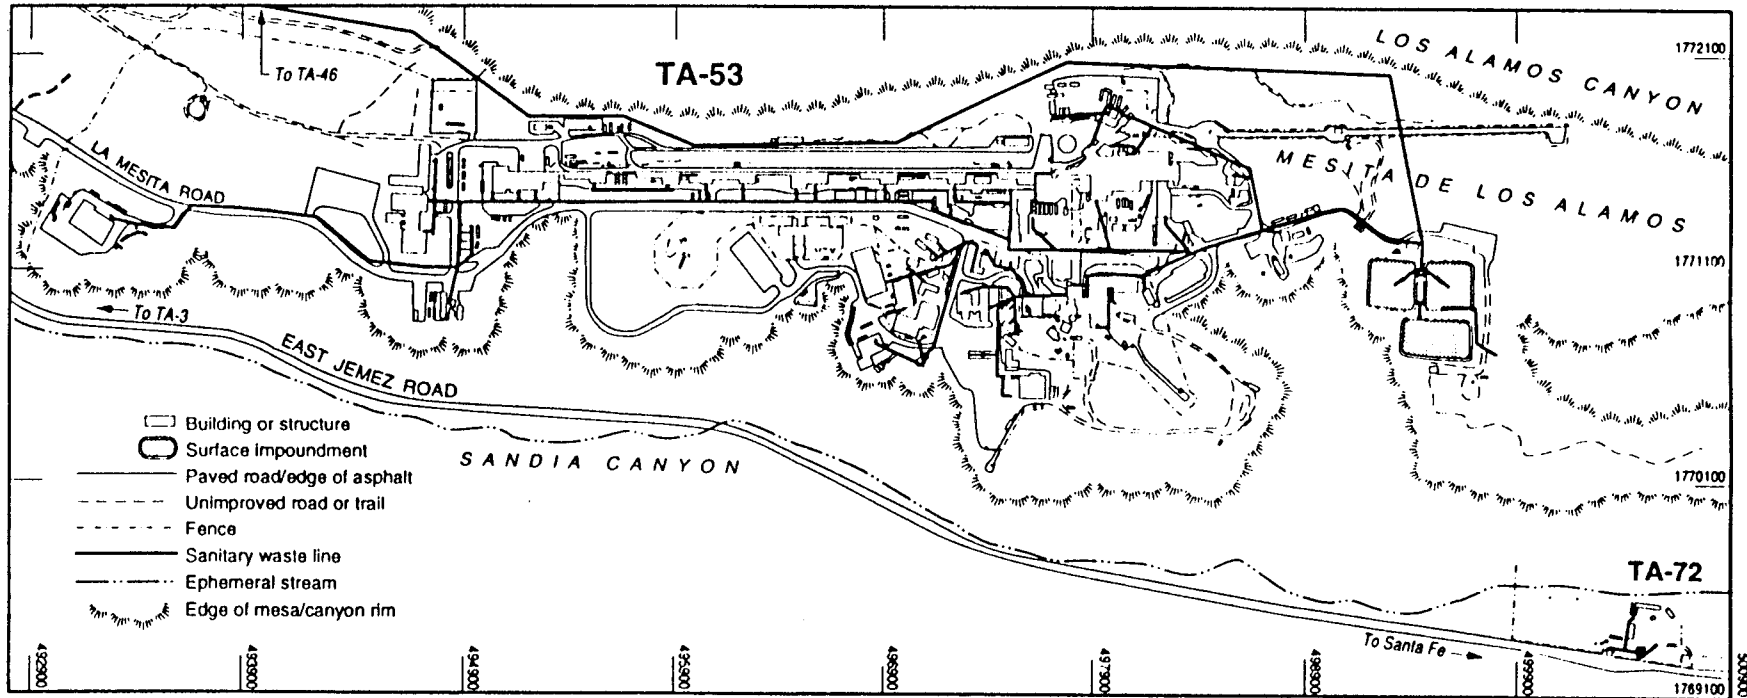 1772100
LOS ALAMOS CANYON
TA-53
To TA-46
MESITA DE LOS ALAMOS
LA MESITA ROAD
1771100
To TA-3
EAST JEMEZ ROAD
Building or structure
Surface impoundment
Paved road/edge of asphalt
Unimproved road or trail
Fence
Sanitary waste line
Ephemeral stream
Edge of mesa/canyon rim
SANDIA CANYON
1770100
TA-72
To Santa Fe
1769100
492900
493900
494900
495900
496900
497900
498900
499900
500900